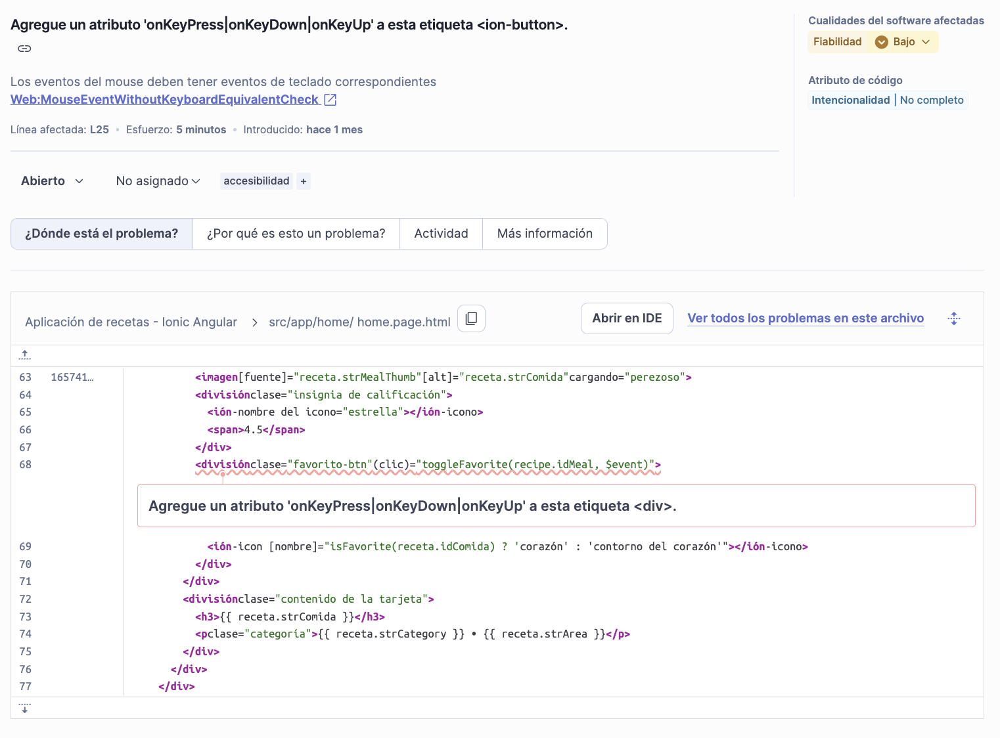 Agregue un atributo 'onKeyPress|onKeyDown|onKeyUp' a esta etiqueta <ion-button>.
Los eventos del mouse deben tener eventos de teclado correspondientes
Web:MouseEventWithoutKeyboardEquivalentCheck
Línea afectada: L25 • Esfuerzo: 5 minutos • Introducido: hace 1 mes
Cualidades del software afectadas
Fiabilidad Bajo
Atributo de código
Intencionalidad | No completo
Abierto No asignado accesibilidad +
¿Dónde está el problema? ¿Por qué es esto un problema? Actividad Más información
Aplicación de recetas - Ionic Angular > src/app/home/ home.page.html Abrir en IDE Ver todos los problemas en este archivo
63 165741… <imagen[fuente]="receta.strMealThumb"[alt]="receta.strComida"cargando="perezoso">
64 <divisiónclase="insignia de calificación">
65 <ión-nombre del icono="estrella"></ión-icono>
66 <span>4.5</span>
67 </div>
68 <divisiónclase="favorito-btn"(clic)="toggleFavorite(recipe.idMeal, $event)">
Agregue un atributo 'onKeyPress|onKeyDown|onKeyUp' a esta etiqueta <div>.
69 <ión-icon [nombre]="isFavorite(receta.idComida) ? 'corazón' : 'contorno del corazón'"></ión-icono>
70 </div>
71 </div>
72 <divisiónclase="contenido de la tarjeta">
73 <h3>{{ receta.strComida }}</h3>
74 <pclase="categoría">{{ receta.strCategory }} • {{ receta.strArea }}</p>
75 </div>
76 </div>
77 </div>